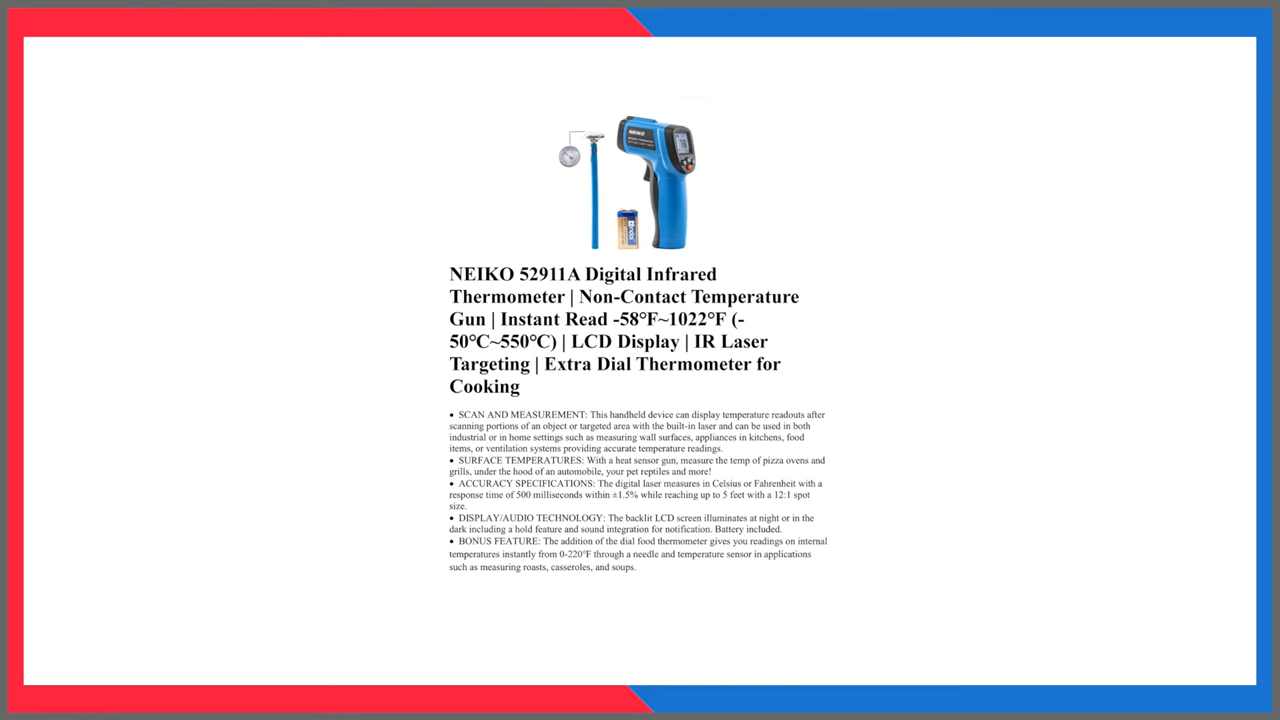 NEIKO
NEIKO 52911A Digital Infrared
Thermometer | Non-Contact Temperature
Gun | Instant Read -58°F~1022°F (-
50°C~550°C) | LCD Display | IR Laser
Targeting | Extra Dial Thermometer for
Cooking
• SCAN AND MEASUREMENT: This handheld device can display temperature readouts after
scanning portions of an object or targeted area with the built-in laser and can be used in both
industrial or in home settings such as measuring wall surfaces, appliances in kitchens, food
items, or ventilation systems providing accurate temperature readings.
• SURFACE TEMPERATURES: With a heat sensor gun, measure the temp of pizza ovens and
grills, under the hood of an automobile, your pet reptiles and more!
• ACCURACY SPECIFICATIONS: The digital laser measures in Celsius or Fahrenheit with a
response time of 500 milliseconds within ±1.5% while reaching up to 5 feet with a 12:1 spot
size.
• DISPLAY/AUDIO TECHNOLOGY: The backlit LCD screen illuminates at night or in the
dark including a hold feature and sound integration for notification. Battery included.
• BONUS FEATURE: The addition of the dial food thermometer gives you readings on internal
temperatures instantly from 0-220°F through a needle and temperature sensor in applications
such as measuring roasts, casseroles, and soups.